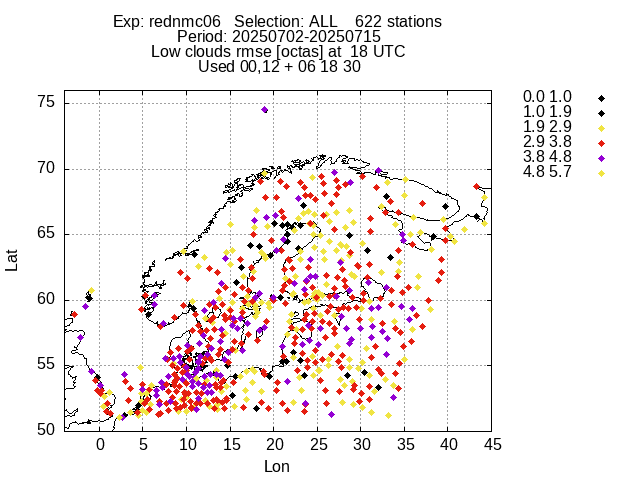 Exp: rednmc06 Selection: ALL 622 stations
Period: 20250702-20250715
Low clouds rmse [octas] at 18 UTC
Used 00,12 + 06 18 30
0.0 1.0
1.0 1.9
1.9 2.9
2.9 3.8
3.8 4.8
4.8 5.7
75
70
65
60
55
50
Lat
0 5 10 15 20 25 30 35 40 45
Lon